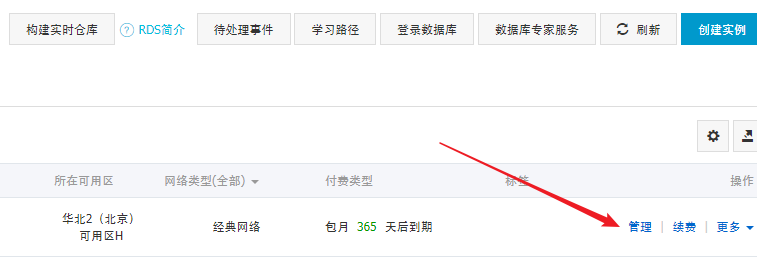 构建实时仓库 ? RDS简介 待处理事件 学习路径 登录数据库 数据库专家服务 刷新 创建实例
所在可用区 网络类型(全部) 付费类型 标签 操作
华北2（北京）
可用区H
经典网络 包月 365 天后到期 管理 | 续费 | 更多